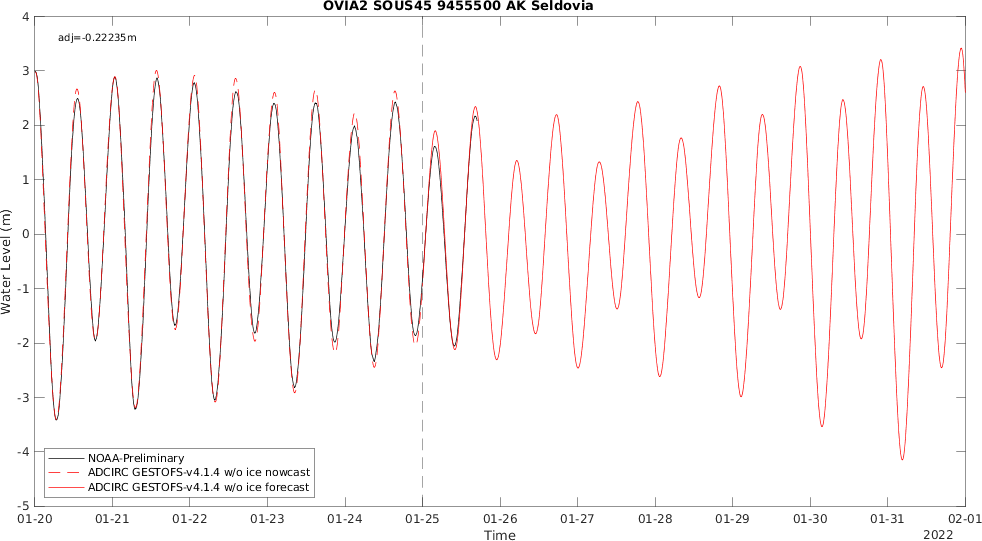 OVIA2 SOUS45 9455500 AK Seldovia
adj=-0.22235m
4
3
2
1
0
-1
-2
-3
-4
-5
Water Level (m)
NOAA-Preliminary
ADCIRC GESTOFS-v4.1.4 w/o ice nowcast
ADCIRC GESTOFS-v4.1.4 w/o ice forecast
01-20 01-21 01-22 01-23 01-24 01-25 01-26 01-27 01-28 01-29 01-30 01-31 02-01
Time
2022